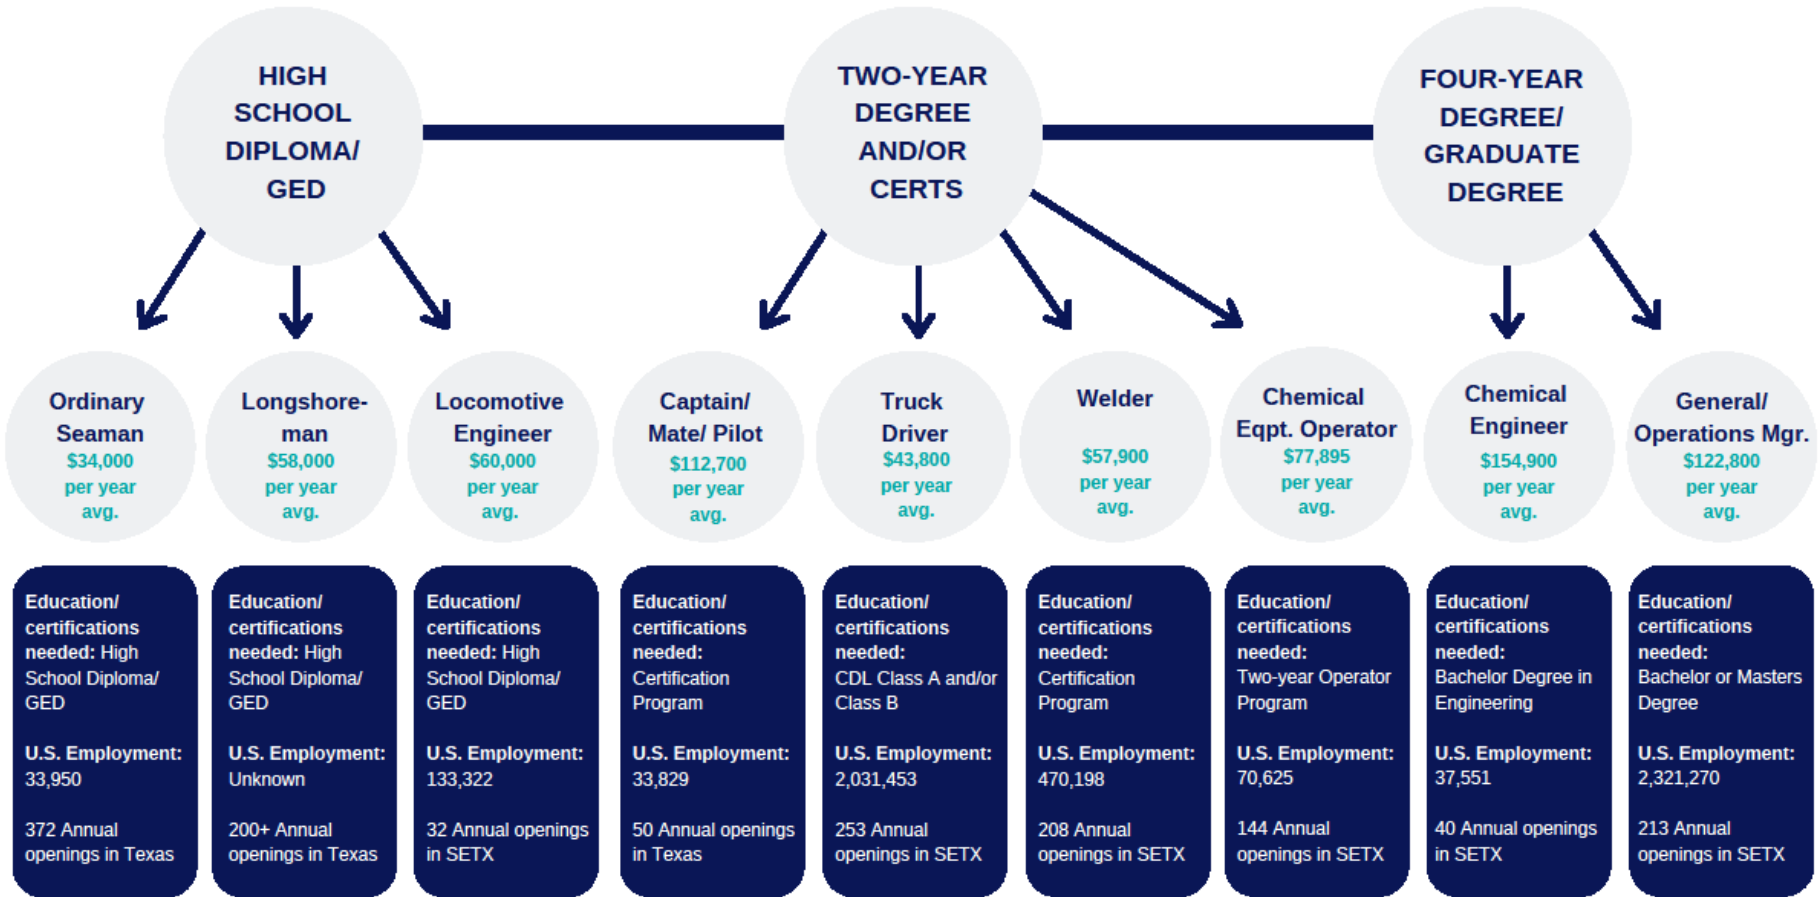 HIGH
SCHOOL
DIPLOMA/
GED
TWO-YEAR
DEGREE
AND/OR
CERTS
FOUR-YEAR
DEGREE/
GRADUATE
DEGREE
Ordinary
Seaman
$34,000
per year
avg.
Longshore-
man
$58,000
per year
avg.
Locomotive
Engineer
$60,000
per year
avg.
Captain/
Mate/ Pilot
$112,700
per year
avg.
Truck
Driver
$43,800
per year
avg.
Welder
$57,900
per year
avg.
Chemical
Eqpt. Operator
$77,895
per year
avg.
Chemical
Engineer
$154,900
per year
avg.
General/
Operations Mgr.
$122,800
per year
avg.
Education/
certifications
needed: High
School Diploma/
GED
U.S. Employment:
33,950
372 Annual
openings in Texas
Education/
certifications
needed: High
School Diploma/
GED
U.S. Employment:
Unknown
200+ Annual
openings in Texas
Education/
certifications
needed: High
School Diploma/
GED
U.S. Employment:
133,322
32 Annual openings
in SETX
Education/
certifications
needed:
Certification
Program
U.S. Employment:
33,829
50 Annual openings
in Texas
Education/
certifications
needed:
CDL Class A and/or
Class B
U.S. Employment:
2,031,453
253 Annual
openings in SETX
Education/
certifications
needed:
Certification
Program
U.S. Employment:
470,198
208 Annual
openings in SETX
Education/
certifications
needed:
Two-year Operator
Program
U.S. Employment:
70,625
144 Annual
openings in SETX
Education/
certifications
needed:
Bachelor Degree in
Engineering
U.S. Employment:
37,551
40 Annual openings
in SETX
Education/
certifications
needed:
Bachelor or Masters
Degree
U.S. Employment:
2,321,270
213 Annual
openings in SETX